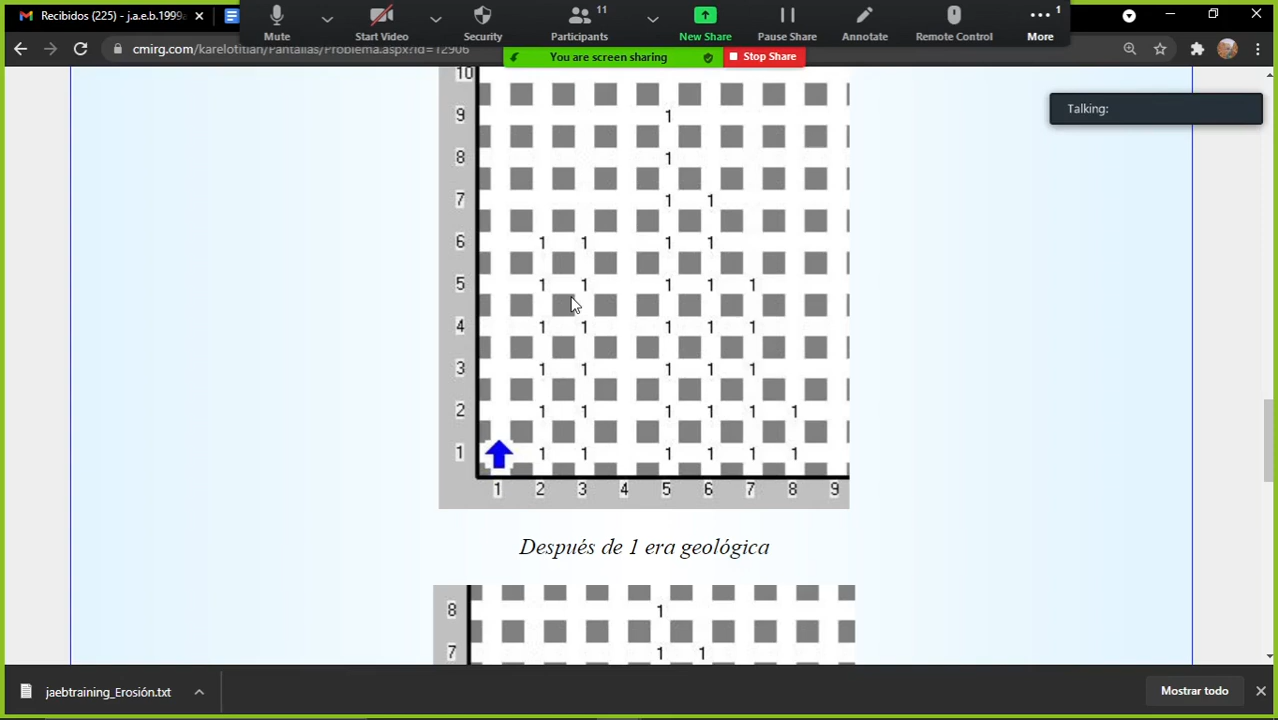 Recibidos (225) - j.a.e.b.1999
Mute
Start Video
Security
Participants
11
New Share
Pause Share
Annotate
Remote Control
More
1
cmirg.com/karelotitlan/Pantallas/Problema.aspx?id=12906
You are screen sharing
Stop Share
Talking:
10
9 1
8 1
7 1 1
6 1 1 1 1
5 1 1 1 1 1
4 1 1 1 1 1
3 1 1 1 1 1
2 1 1 1 1 1 1
1 1 1 1 1 1 1
1 2 3 4 5 6 7 8 9
Después de 1 era geológica
8 1
7 1 1
jaebtraining_Erosión.txt
Mostrar todo